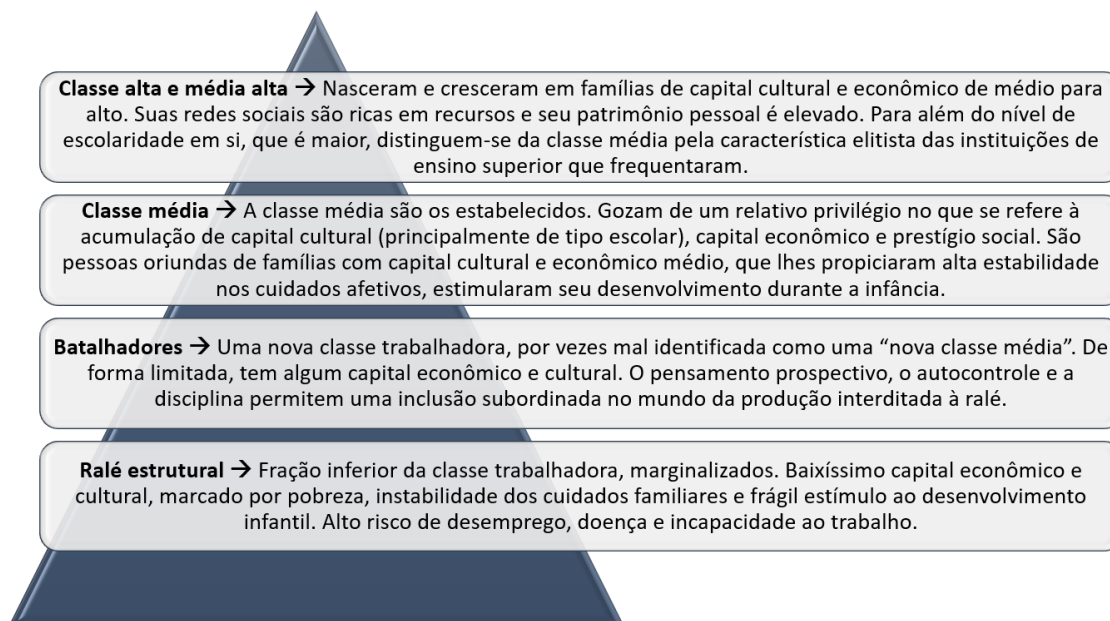 Classe alta e média alta → Nasceram e cresceram em famílias de capital cultural e econômico de médio para
alto. Suas redes sociais são ricas em recursos e seu patrimônio pessoal é elevado. Para além do nível de
escolaridade em si, que é maior, distinguem-se da classe média pela característica elitista das instituições de
ensino superior que frequentaram.
Classe média → A classe média são os estabelecidos. Gozam de um relativo privilégio no que se refere à
acumulação de capital cultural (principalmente de tipo escolar), capital econômico e prestígio social. São
pessoas oriundas de famílias com capital cultural e econômico médio, que lhes propiciaram alta estabilidade
nos cuidados afetivos, estimularam seu desenvolvimento durante a infância.
Batalhadores → Uma nova classe trabalhadora, por vezes mal identificada como uma “nova classe média”. De
forma limitada, tem algum capital econômico e cultural. O pensamento prospectivo, o autocontrole e a
disciplina permitem uma inclusão subordinada no mundo da produção interditada à ralé.
Ralé estrutural → Fração inferior da classe trabalhadora, marginalizados. Baixíssimo capital econômico e
cultural, marcado por pobreza, instabilidade dos cuidados familiares e frágil estímulo ao desenvolvimento
infantil. Alto risco de desemprego, doença e incapacidade ao trabalho.